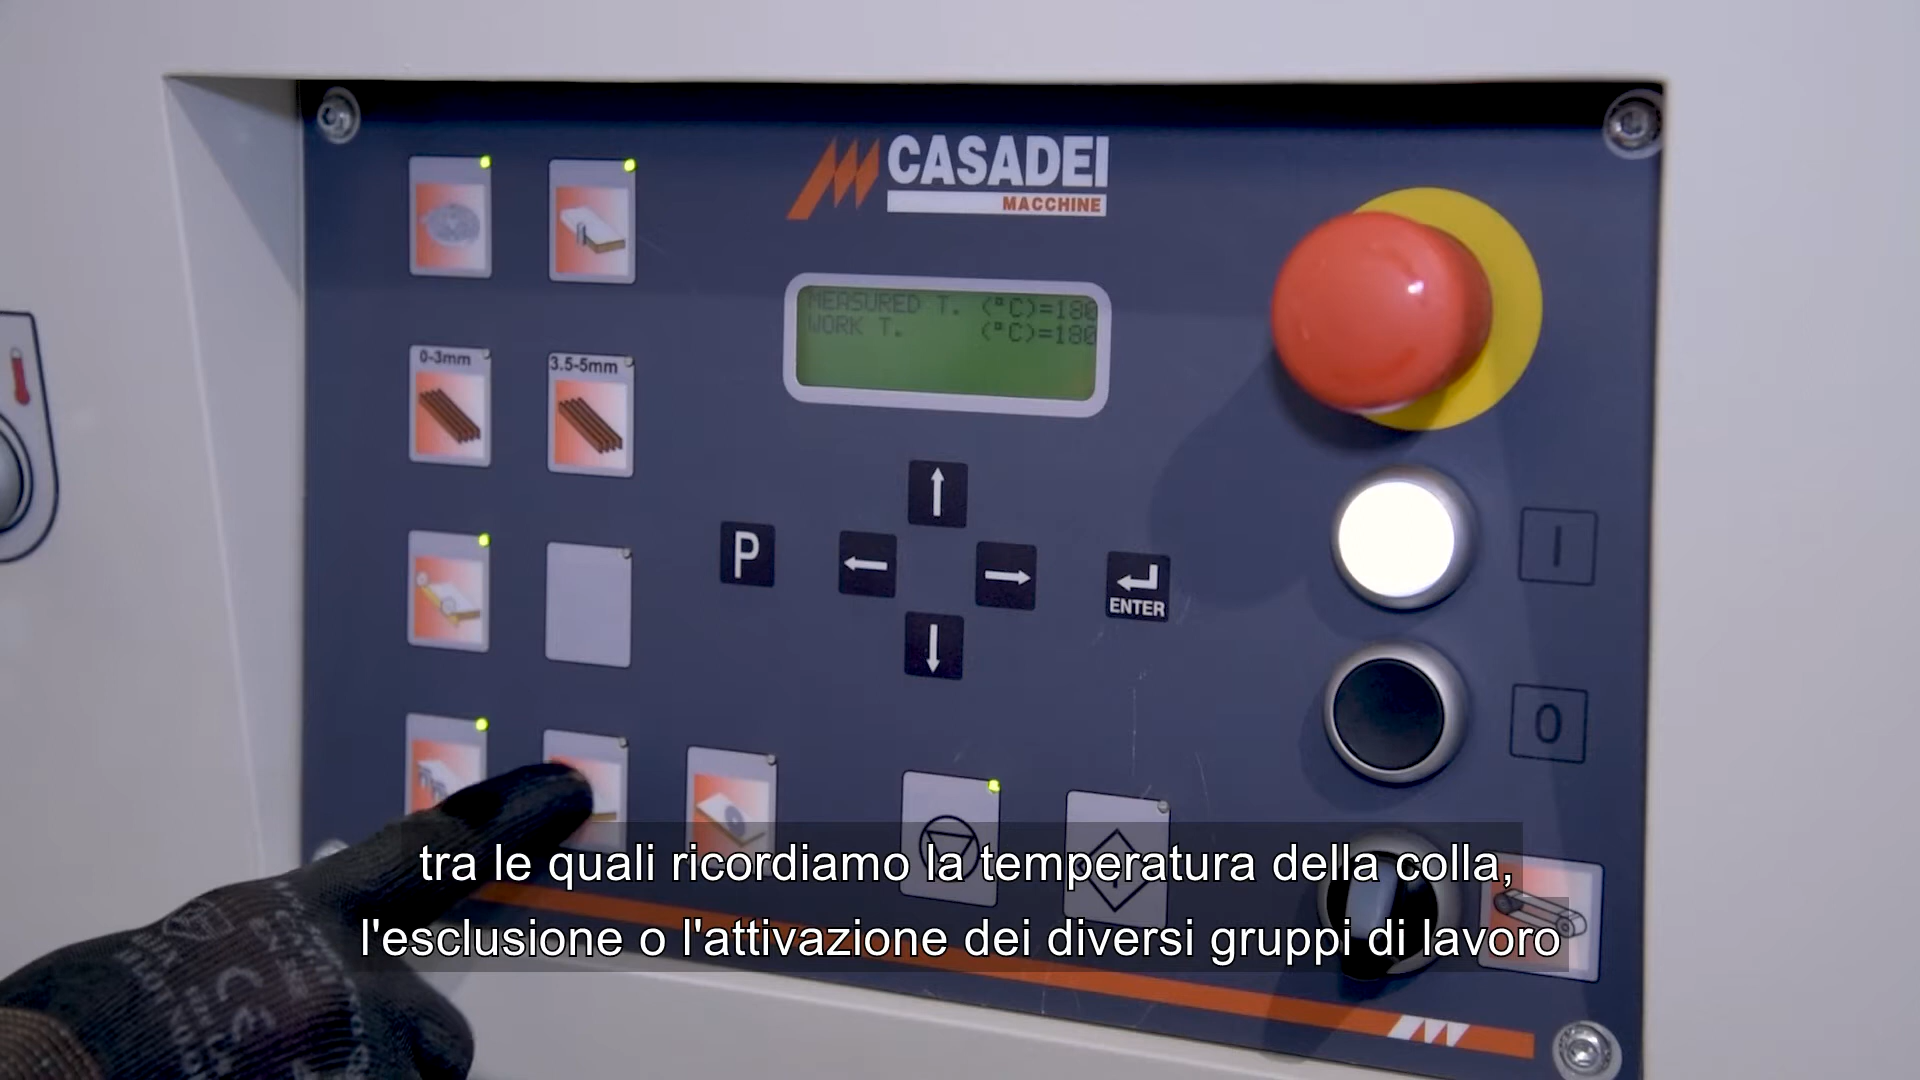 CASADEI
MACCHINE
MEASURED T. (°C)=180
WORK T. (°C)=180
0-3mm
3.5-5mm
P
ENTER
I
0
tra le quali ricordiamo la temperatura della colla,
l'esclusione o l'attivazione dei diversi gruppi di lavoro
CE